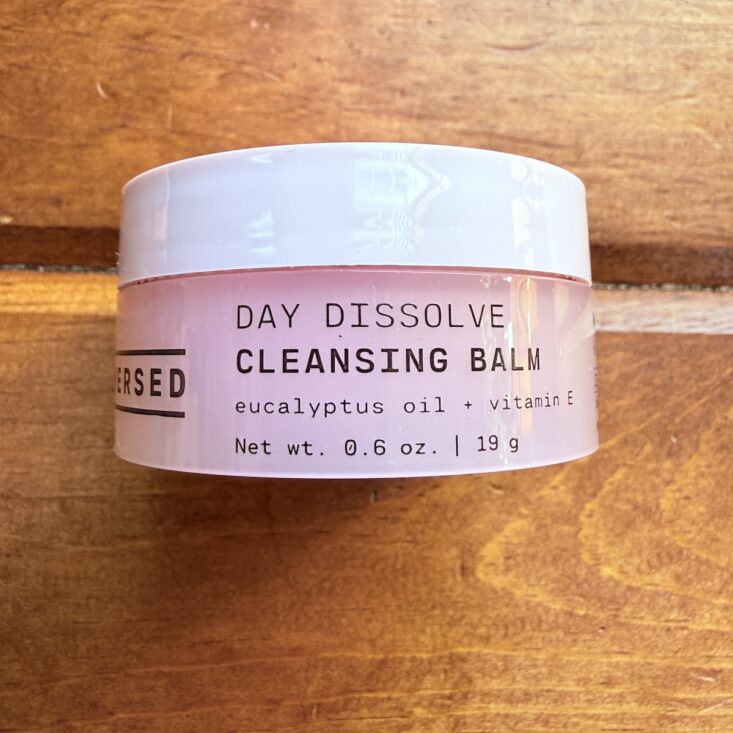 DAY DISSOLVE
CLEANSING BALM
ERSED
eucalyptus oil + vitamin E
Net wt. 0.6 oz. | 19 g